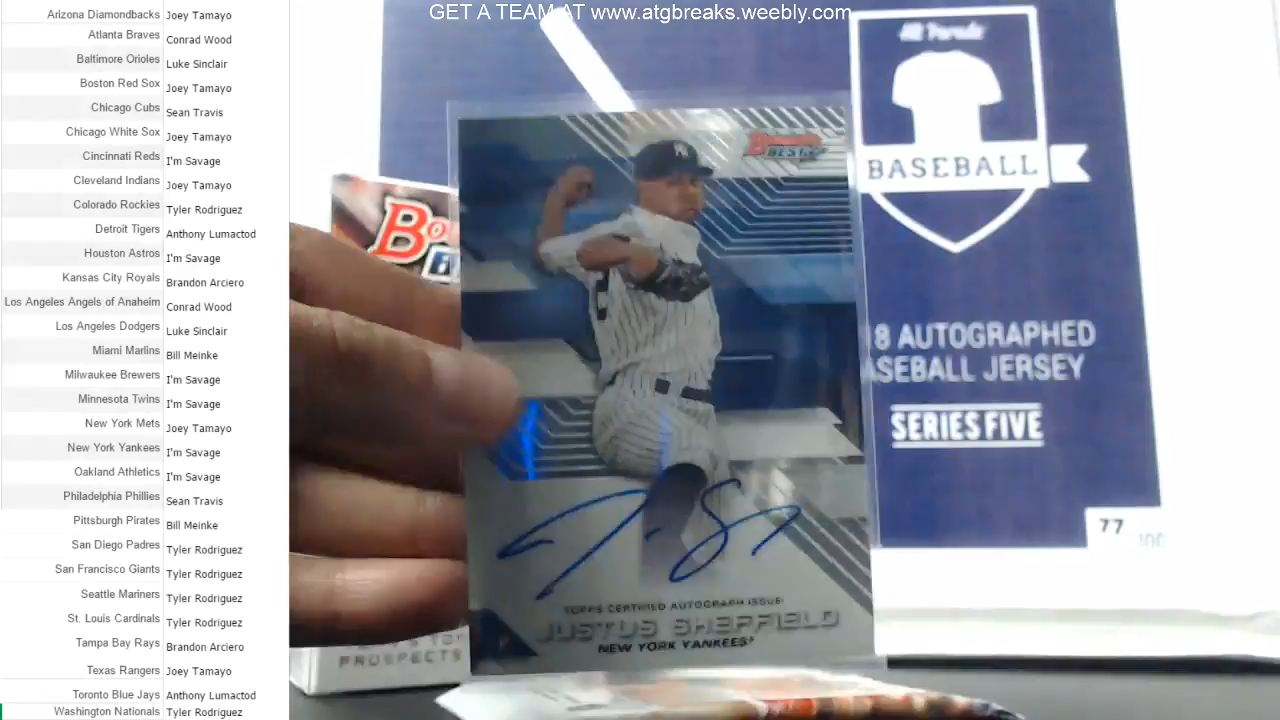 GET A TEAM AT www.atgbreaks.weebly.com
Arizona Diamondbacks Joey Tamayo
Atlanta Braves Conrad Wood
Baltimore Orioles Luke Sinclair
Boston Red Sox Joey Tamayo
Chicago Cubs Sean Travis
Chicago White Sox Joey Tamayo
Cincinnati Reds I'm Savage
Cleveland Indians Joey Tamayo
Colorado Rockies Tyler Rodriguez
Detroit Tigers Anthony Lumactod
Houston Astros I'm Savage
Kansas City Royals Brandon Arciero
Los Angeles Angels of Anaheim Conrad Wood
Los Angeles Dodgers Luke Sinclair
Miami Marlins Bill Meinke
Milwaukee Brewers I'm Savage
Minnesota Twins I'm Savage
New York Mets Joey Tamayo
New York Yankees I'm Savage
Oakland Athletics I'm Savage
Philadelphia Phillies Sean Travis
Pittsburgh Pirates Bill Meinke
San Diego Padres Tyler Rodriguez
San Francisco Giants Tyler Rodriguez
Seattle Mariners Tyler Rodriguez
St. Louis Cardinals Tyler Rodriguez
Tampa Bay Rays Brandon Arciero
Texas Rangers Joey Tamayo
Toronto Blue Jays Anthony Lumactod
Washington Nationals Tyler Rodriguez
BOWMAN'S
BEST
TOPPS CERTIFIED AUTOGRAPH ISSUE
JUSTUS SHEFFIELD
NEW YORK YANKEES
PROSPECTS
BASEBALL
8 AUTOGRAPHED
ASEBALL JERSEY
SERIES FIVE
77